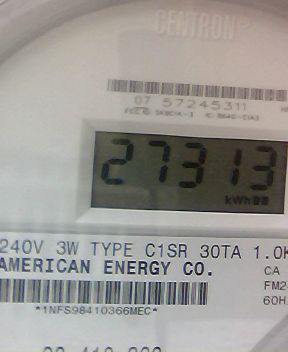 CENTRON®
07 57245311
27313
kWh
240V 3W TYPE C1SR 30TA 1.0K
AMERICAN ENERGY CO.
CA
FM2
60H
*1NFS98410366MEC*